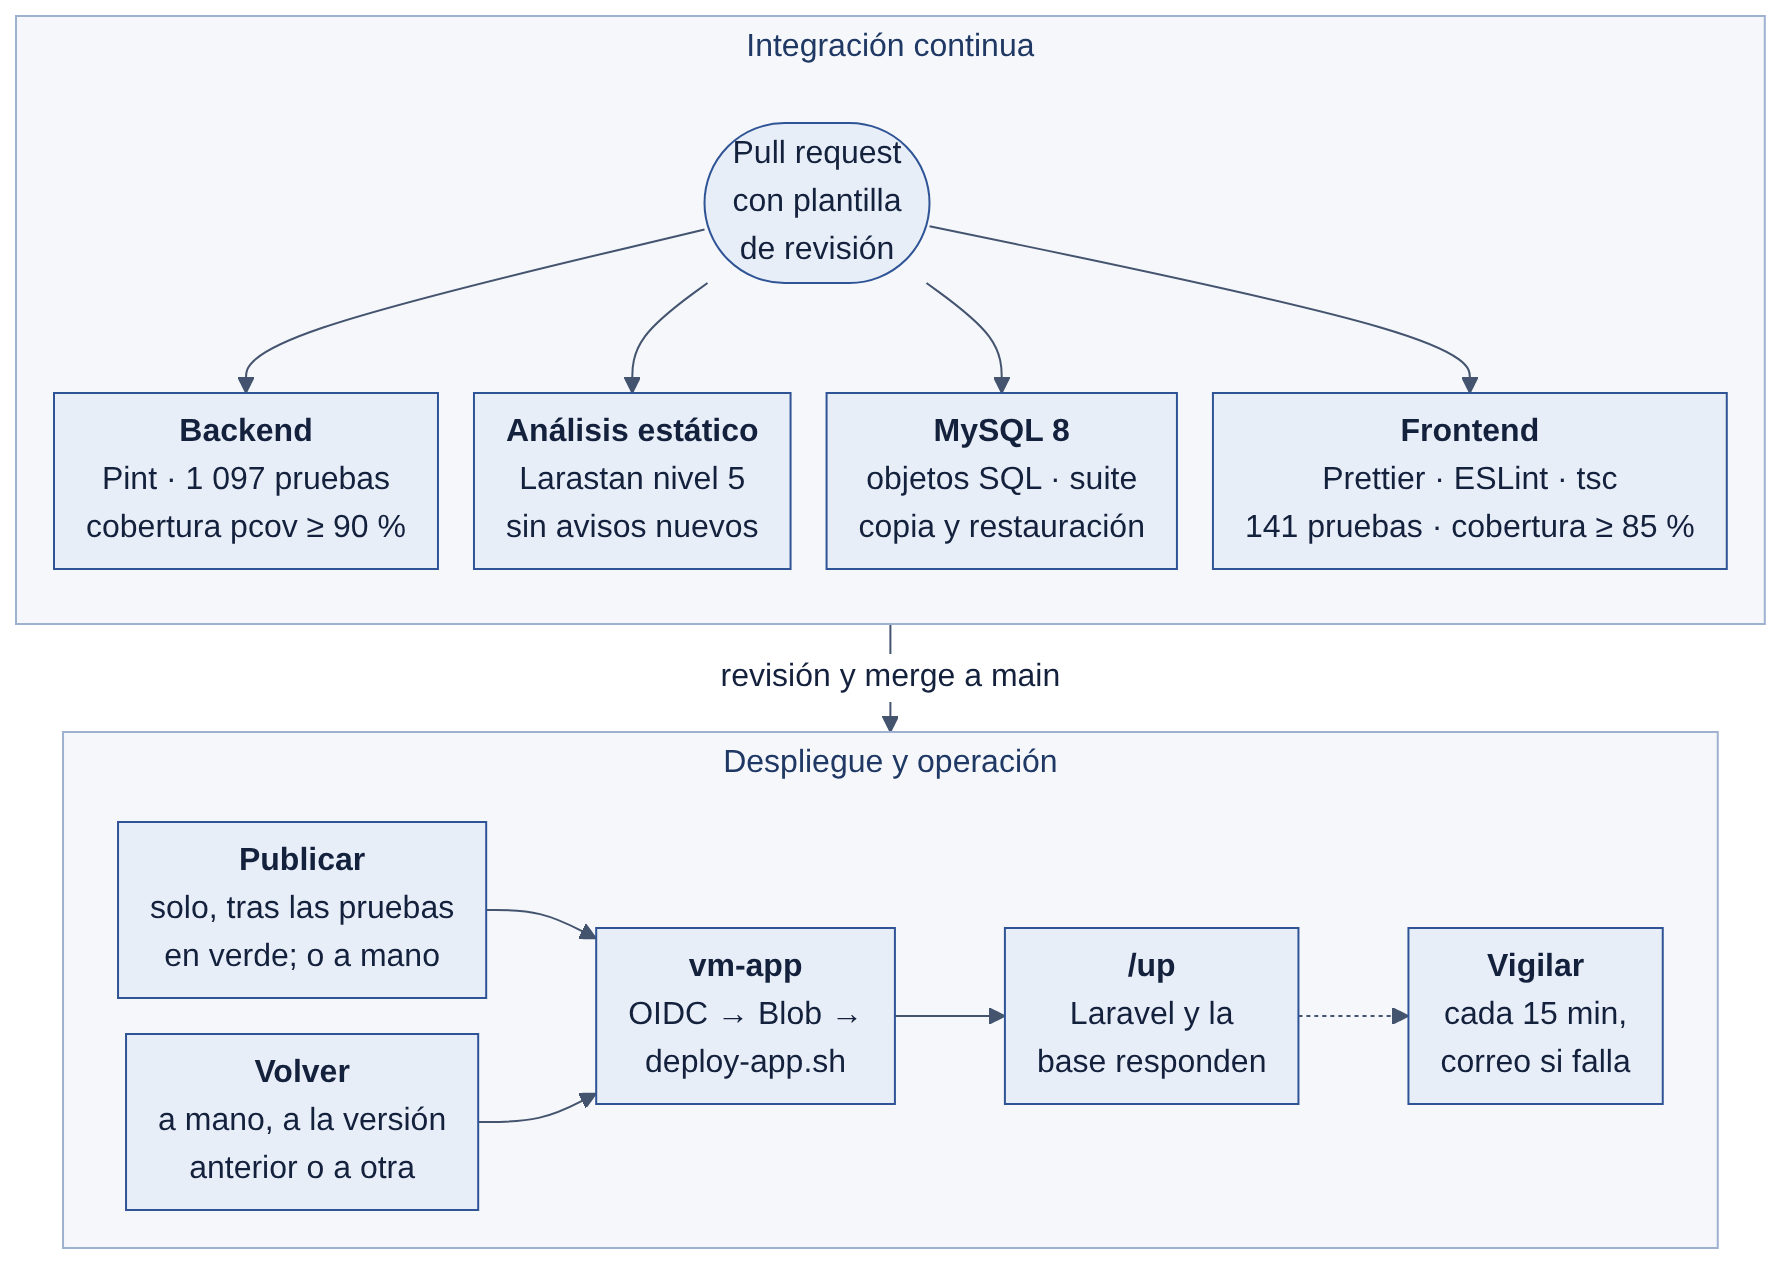 Integración continua
Pull request
con plantilla
de revisión
Backend
Pint · 1 097 pruebas
cobertura pcov ≥ 90 %
Análisis estático
Larastan nivel 5
sin avisos nuevos
MySQL 8
objetos SQL · suite
copia y restauración
Frontend
Prettier · ESLint · tsc
141 pruebas · cobertura ≥ 85 %
revisión y merge a main
Despliegue y operación
Publicar
solo, tras las pruebas
en verde; o a mano
Volver
a mano, a la versión
anterior o a otra
vm-app
OIDC → Blob →
deploy-app.sh
/up
Laravel y la
base responden
Vigilar
cada 15 min,
correo si falla